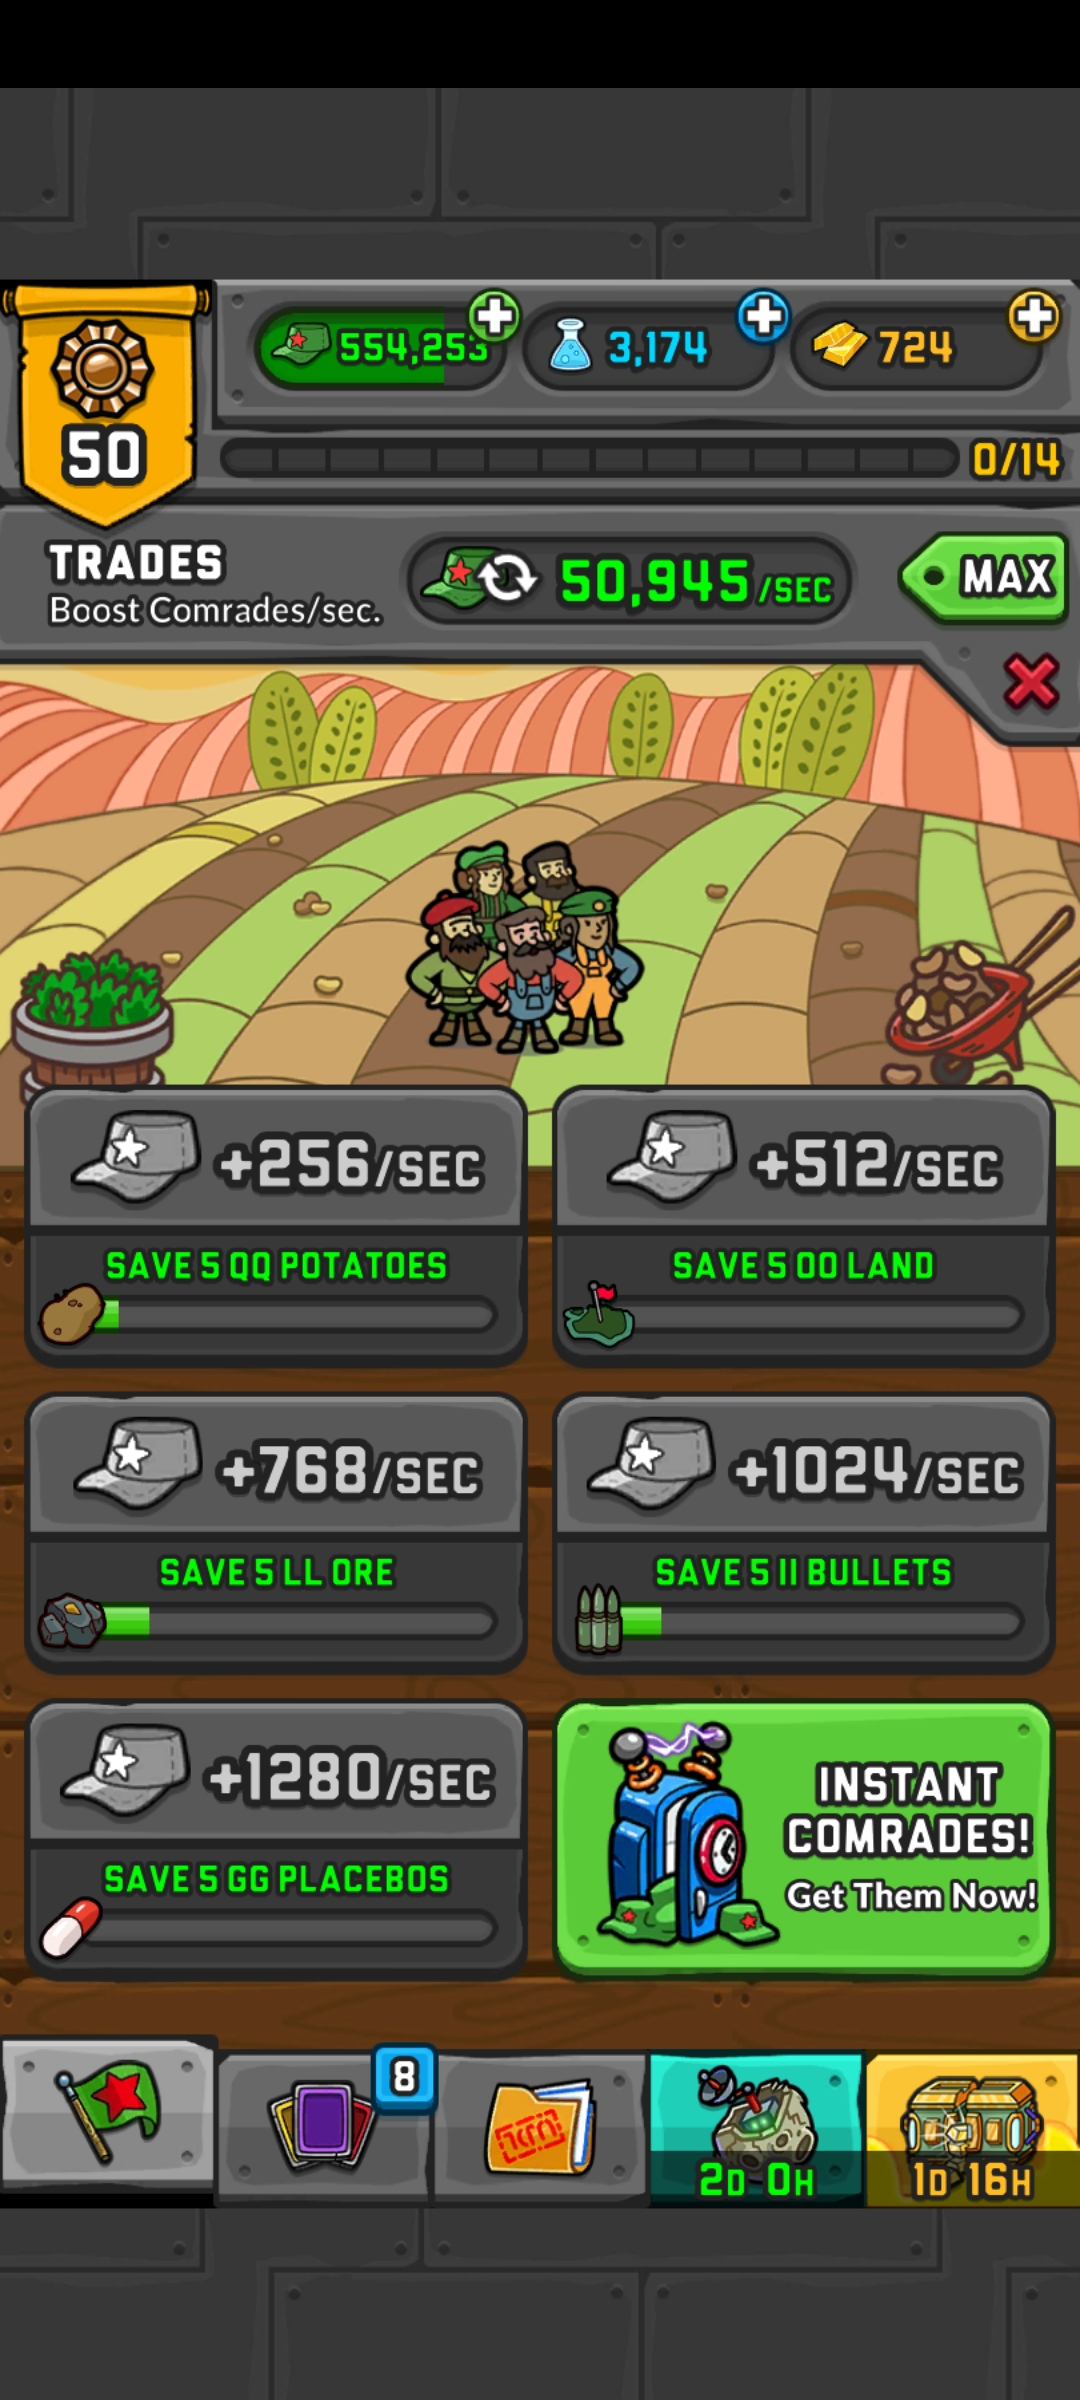 554,253
3,174
724
50
0/14
TRADES
Boost Comrades/sec.
50,945/SEC
MAX
+256/SEC
SAVE 5 QQ POTATOES
+512/SEC
SAVE 5 OO LAND
+768/SEC
SAVE 5 LL ORE
+1024/SEC
SAVE 5 II BULLETS
+1280/SEC
SAVE 5 GG PLACEBOS
INSTANT
COMRADES!
Get Them Now!
8
2D 0H
1D 16H